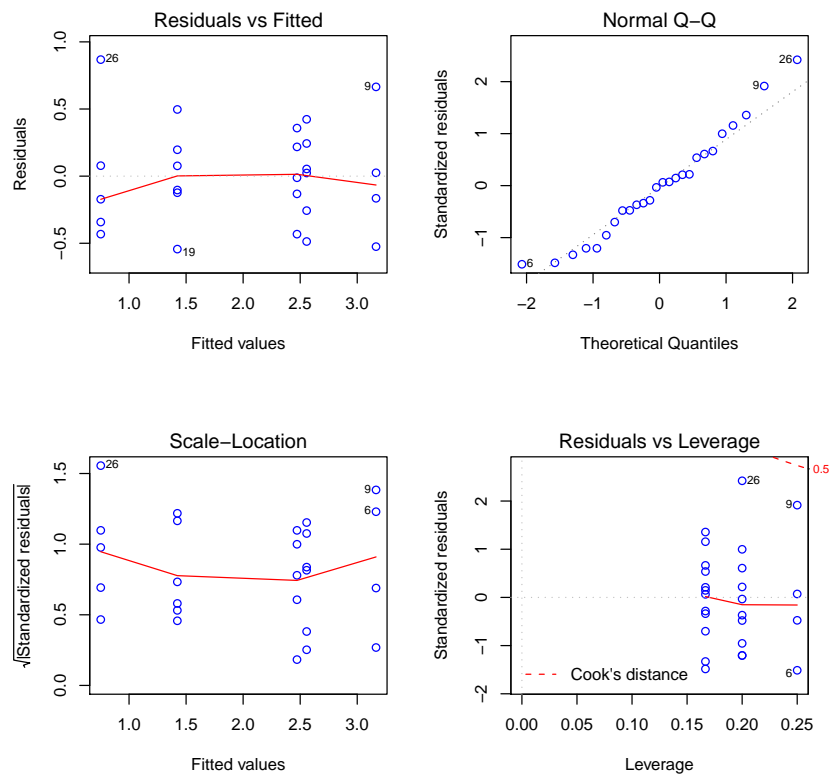 Residuals vs Fitted
1.0
0.5
0.0
−0.5
Residuals
26
9
19
1.0 1.5 2.0 2.5 3.0
Fitted values
Normal Q−Q
2
1
0
−1
Standardized residuals
26
9
6
−2 −1 0 1 2
Theoretical Quantiles
Scale−Location
1.5
1.0
0.5
0.0
√|Standardized residuals|
26
9
6
1.0 1.5 2.0 2.5 3.0
Fitted values
Residuals vs Leverage
2
1
0
−1
−2
Standardized residuals
0.5
26
9
6
Cook's distance
0.00 0.05 0.10 0.15 0.20 0.25
Leverage